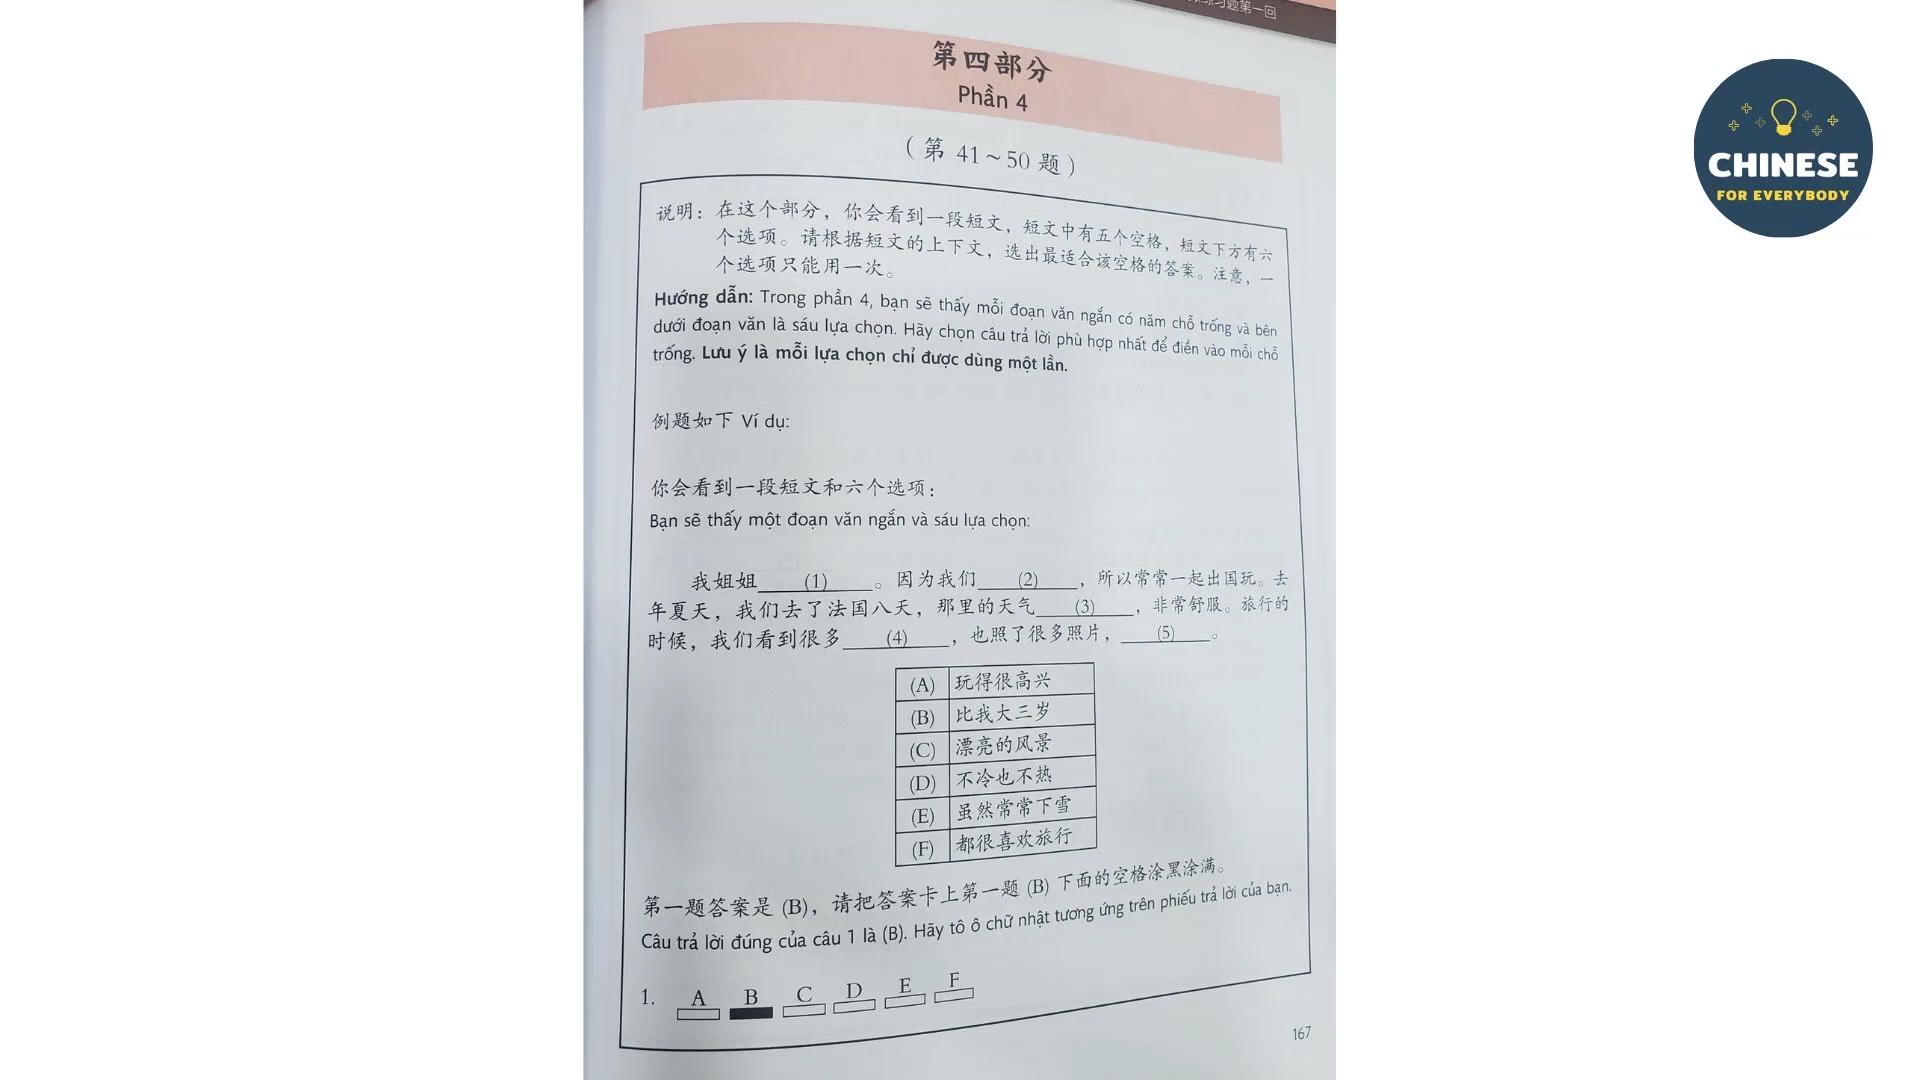 习题第一回
第四部分
Phần 4
（第 41～50 题）
说明：在这个部分，你会看到一段短文，短文中有五个空格，短文下方有六
个选项。请根据短文的上下文，选出最适合该空格的答案。注意，一
个选项只能用一次。
Hướng dẫn: Trong phần 4, bạn sẽ thấy mỗi đoạn văn ngắn có năm chỗ trống và bên
dưới đoạn văn là sáu lựa chọn. Hãy chọn câu trả lời phù hợp nhất để điền vào mỗi chỗ
trống. Lưu ý là mỗi lựa chọn chỉ được dùng một lần.
例题如下 Ví dụ:
你会看到一段短文和六个选项：
Bạn sẽ thấy một đoạn văn ngắn và sáu lựa chọn:
我姐姐 (1) 。因为我们 (2) ，所以常常一起出国玩。去
年夏天，我们去了法国八天，那里的天气 (3) ，非常舒服。旅行的
时候，我们看到很多 (4) ，也照了很多照片， (5) 。
(A) 玩得很高兴
(B) 比我大三岁
(C) 漂亮的风景
(D) 不冷也不热
(E) 虽然常常下雪
(F) 都很喜欢旅行
第一题答案是 (B)，请把答案卡上第一题 (B) 下面的空格涂黑涂满。
Câu trả lời đúng của câu 1 là (B). Hãy tô ô chữ nhật tương ứng trên phiếu trả lời của bạn.
1. A B C D E F
167
CHINESE
FOR EVERYBODY